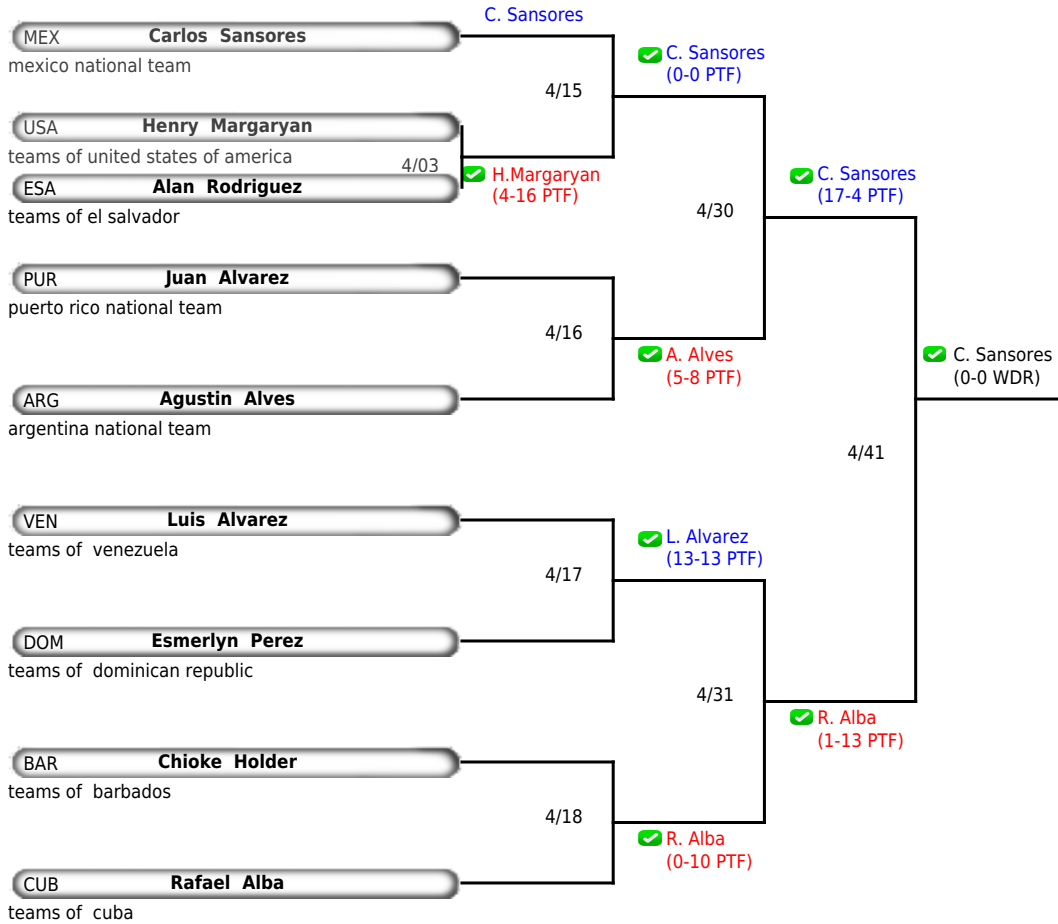 C. Sansores
MEX Carlos Sansores
mexico national team
C. Sansores
(0-0 PTF)
4/15
USA Henry Margaryan
teams of united states of america
4/03
H.Margaryan
(4-16 PTF)
ESA Alan Rodriguez
teams of el salvador
C. Sansores
(17-4 PTF)
4/30
PUR Juan Alvarez
puerto rico national team
4/16
A. Alves
(5-8 PTF)
C. Sansores
(0-0 WDR)
ARG Agustin Alves
argentina national team
4/41
VEN Luis Alvarez
teams of venezuela
L. Alvarez
(13-13 PTF)
4/17
DOM Esmerlyn Perez
teams of dominican republic
4/31
R. Alba
(1-13 PTF)
BAR Chioke Holder
teams of barbados
4/18
R. Alba
(0-10 PTF)
CUB Rafael Alba
teams of cuba